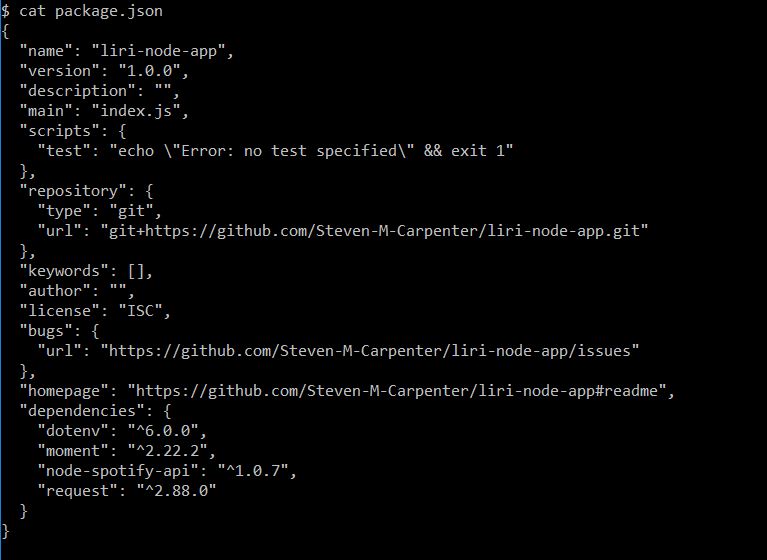 $ cat package.json
{
  "name": "liri-node-app",
  "version": "1.0.0",
  "description": "",
  "main": "index.js",
  "scripts": {
    "test": "echo \"Error: no test specified\" && exit 1"
  },
  "repository": {
    "type": "git",
    "url": "git+https://github.com/Steven-M-Carpenter/liri-node-app.git"
  },
  "keywords": [],
  "author": "",
  "license": "ISC",
  "bugs": {
    "url": "https://github.com/Steven-M-Carpenter/liri-node-app/issues"
  },
  "homepage": "https://github.com/Steven-M-Carpenter/liri-node-app#readme",
  "dependencies": {
    "dotenv": "^6.0.0",
    "moment": "^2.22.2",
    "node-spotify-api": "^1.0.7",
    "request": "^2.88.0"
  }
}